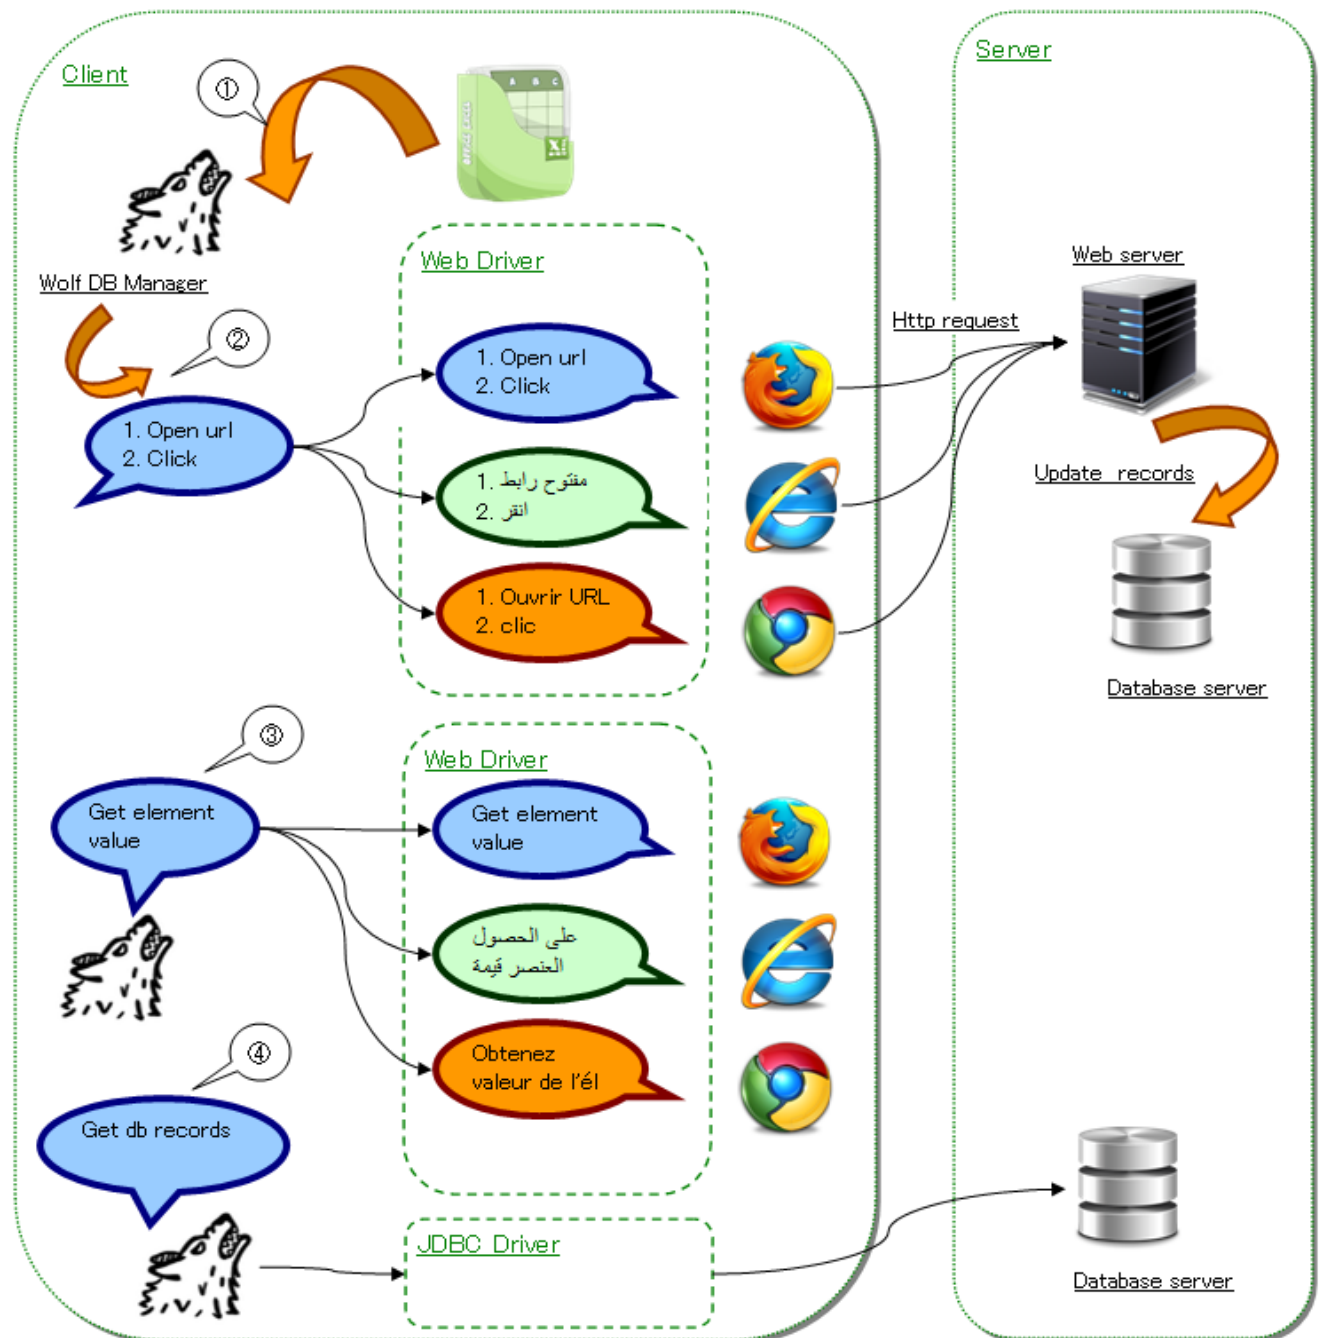 Client
Server
①
A B C
Web Driver
Web server
Wolf DB Manager
Http request
②
1. Open url
2. Click
1. Open url
2. Click
1. مفتوح رابط
2. انقر
Update records
1. Ouvrir URL
2. clic
Database server
③
Web Driver
Get element
value
Get element
value
على الحصول
العنصر قيمة
④
Obtenez
valeur de l'él
Get db records
JDBC Driver
Database server